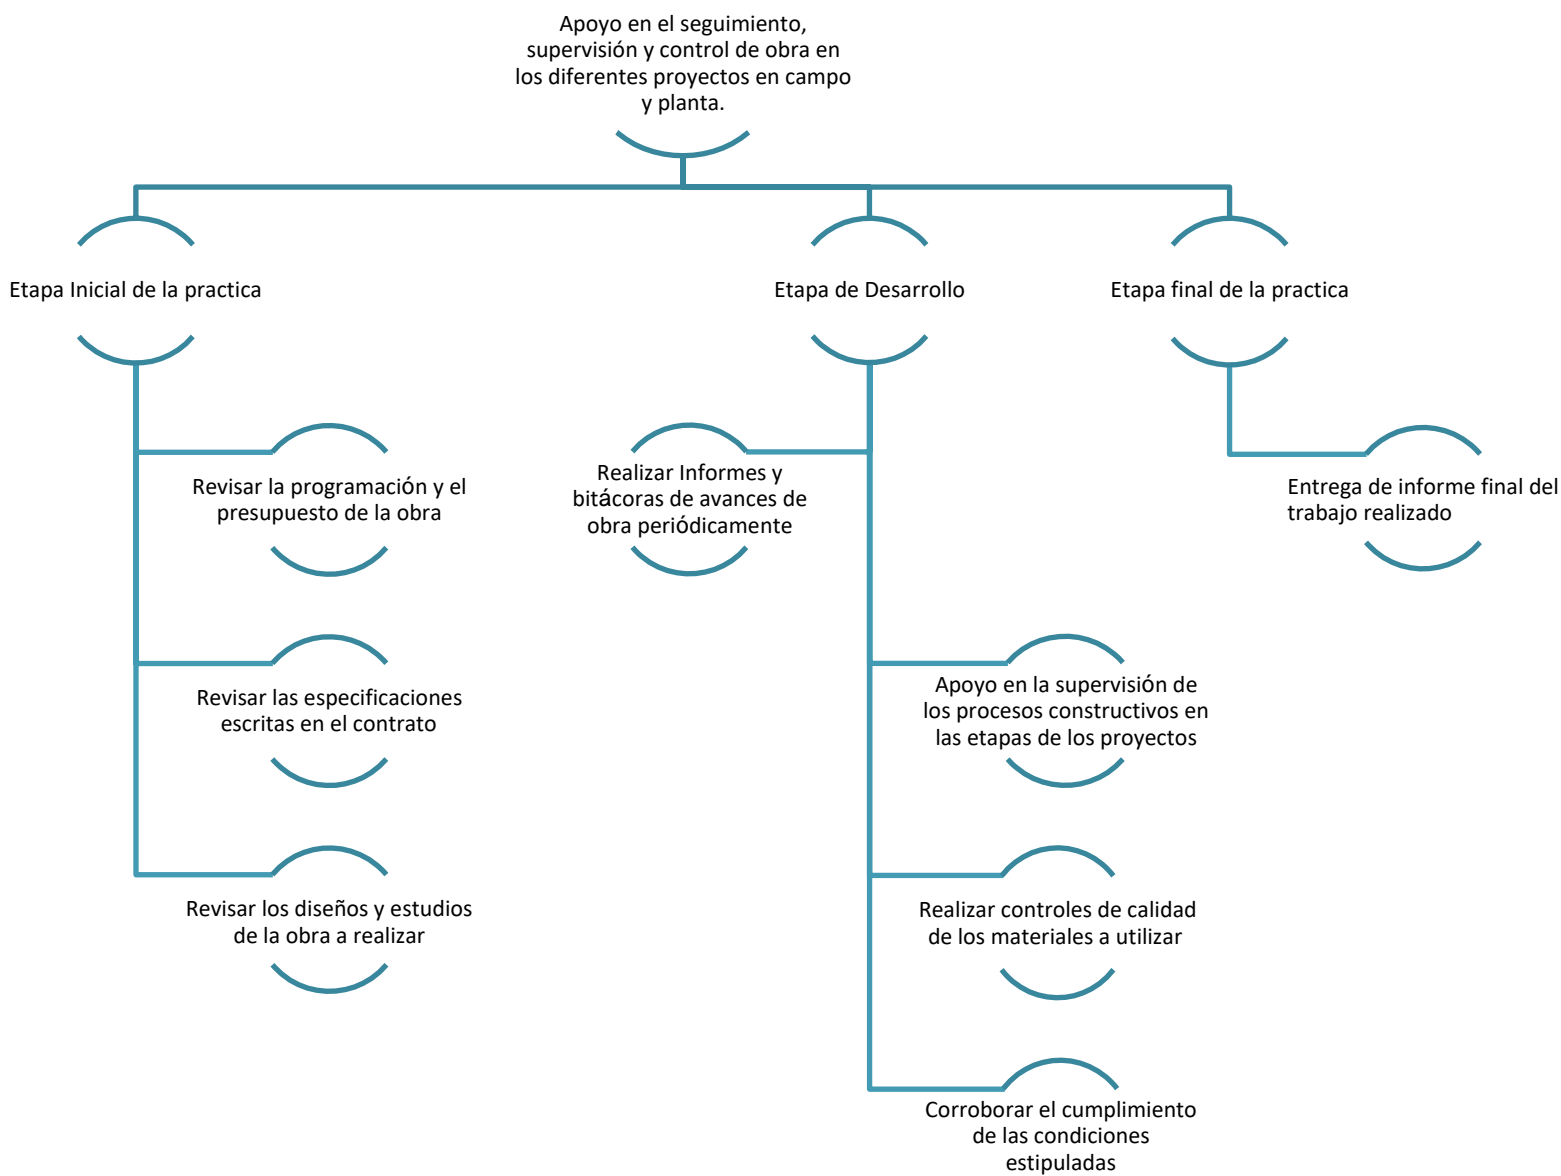 Apoyo en el seguimiento,
supervisión y control de obra en
los diferentes proyectos en campo
y planta.
Etapa Inicial de la practica
Etapa de Desarrollo
Etapa final de la practica
Revisar la programación y el
presupuesto de la obra
Realizar Informes y
bitácoras de avances de
obra periódicamente
Entrega de informe final del
trabajo realizado
Revisar las especificaciones
escritas en el contrato
Apoyo en la supervisión de
los procesos constructivos en
las etapas de los proyectos
Revisar los diseños y estudios
de la obra a realizar
Realizar controles de calidad
de los materiales a utilizar
Corroborar el cumplimiento
de las condiciones
estipuladas